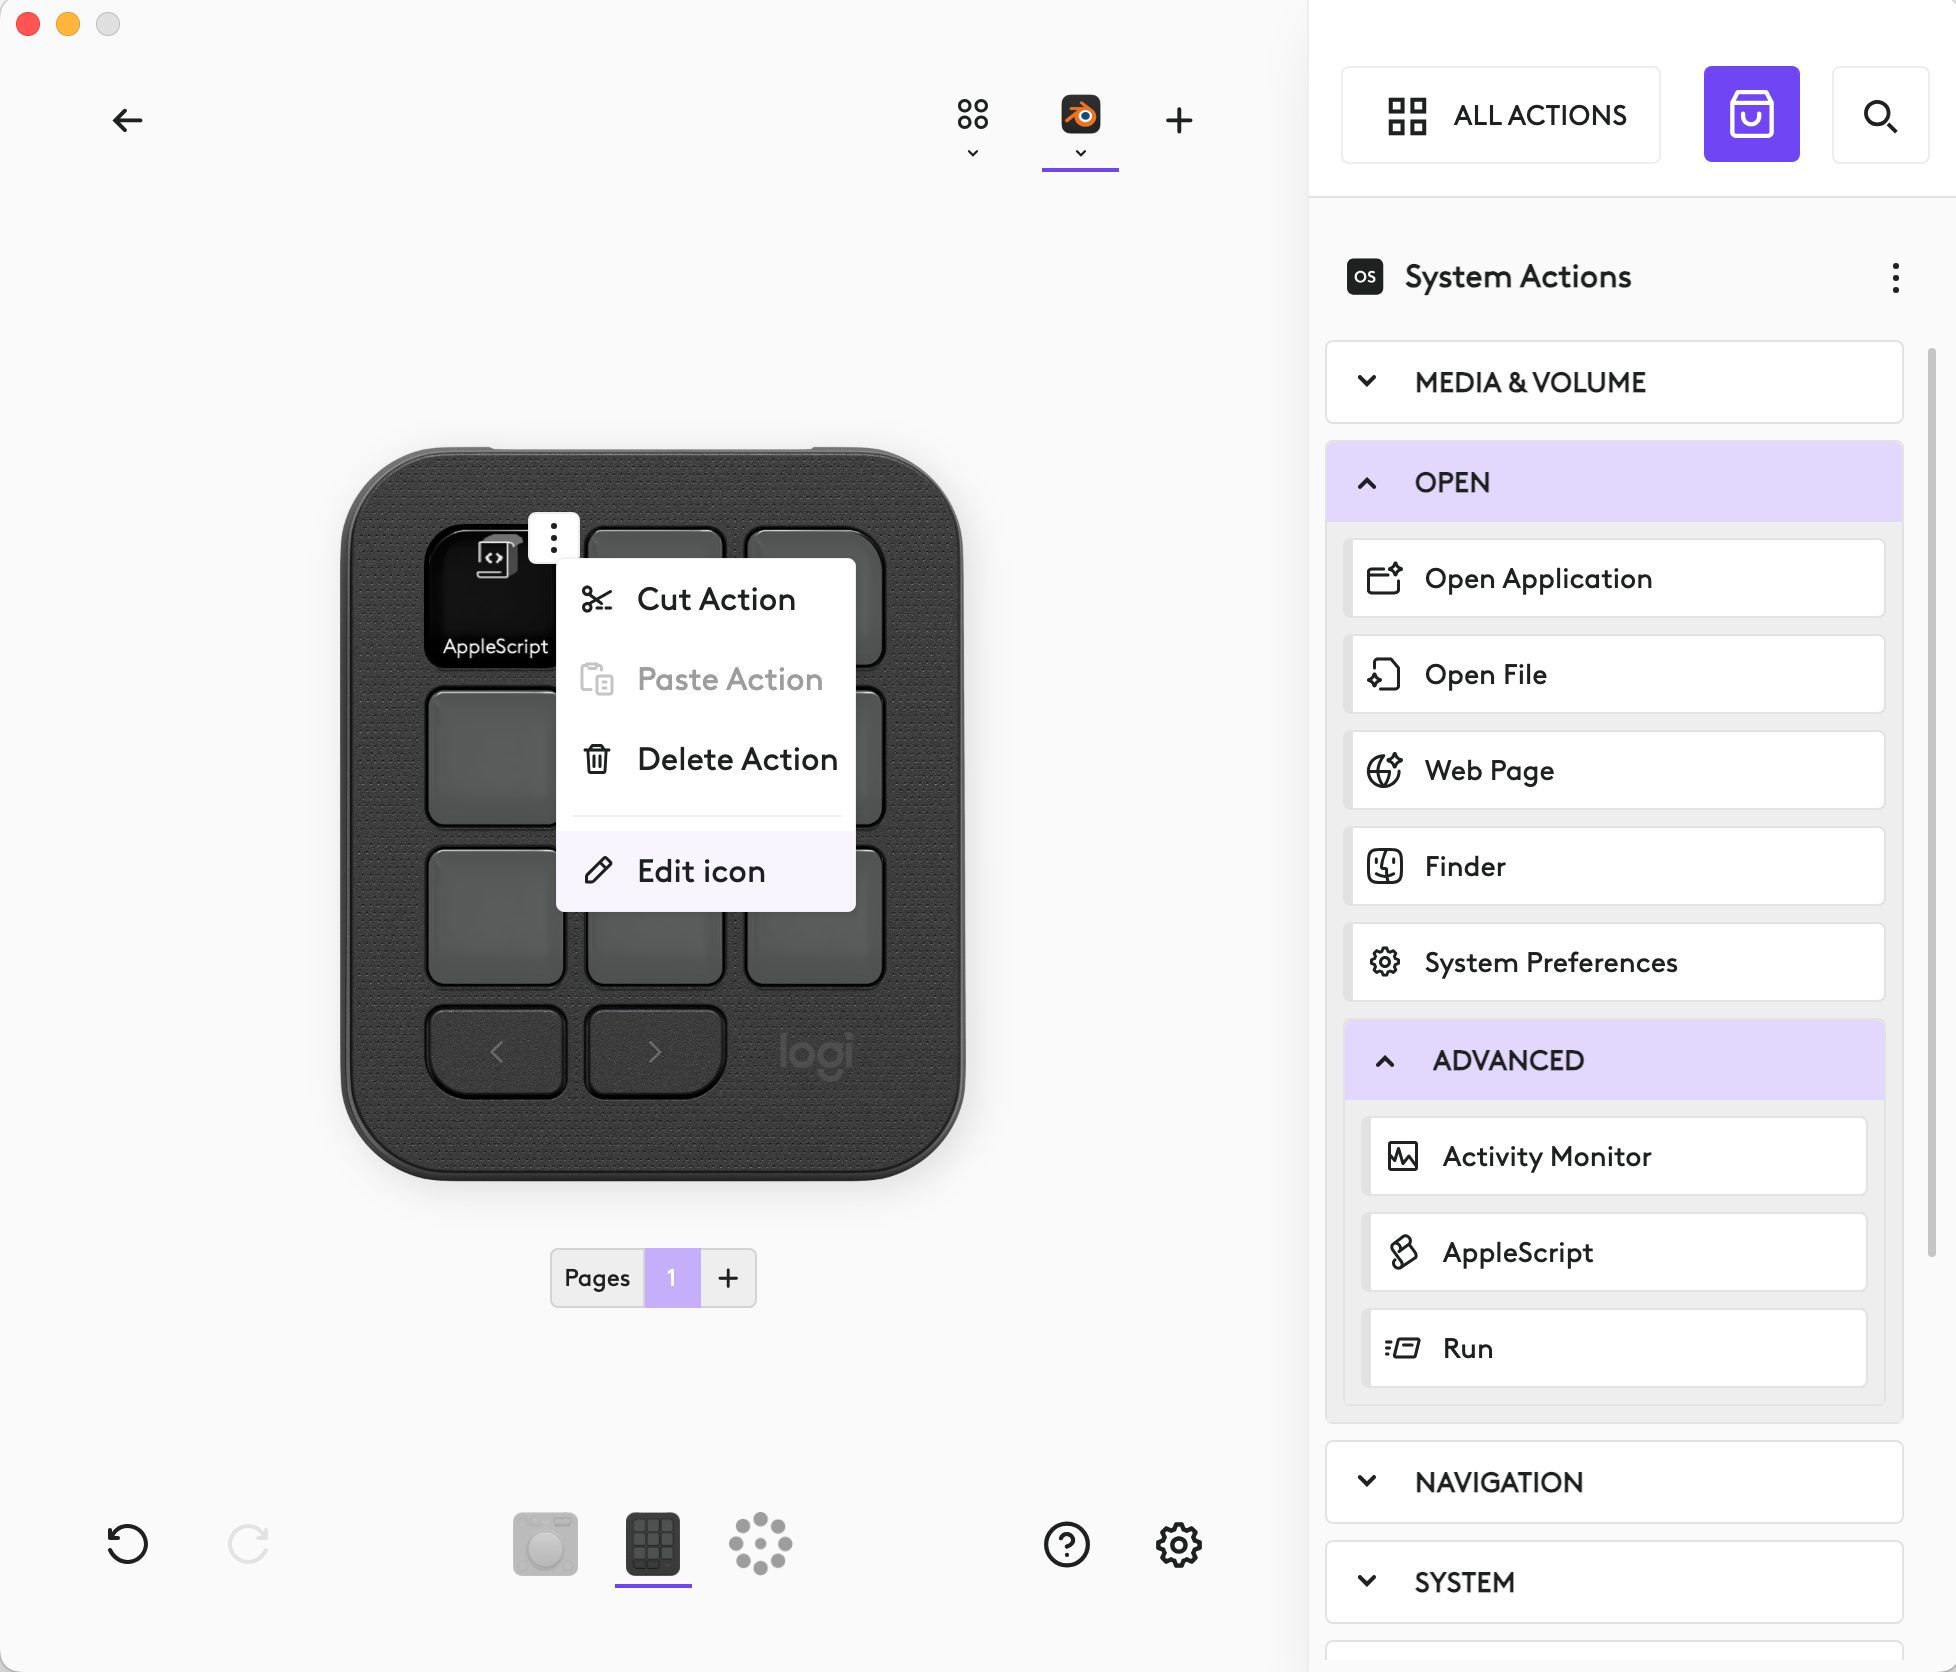 ALL ACTIONS
OS
System Actions
MEDIA & VOLUME
OPEN
Open Application
Open File
Web Page
Finder
System Preferences
ADVANCED
Activity Monitor
AppleScript
Run
NAVIGATION
SYSTEM
AppleScript
Cut Action
Paste Action
Delete Action
Edit icon
logi
Pages
1